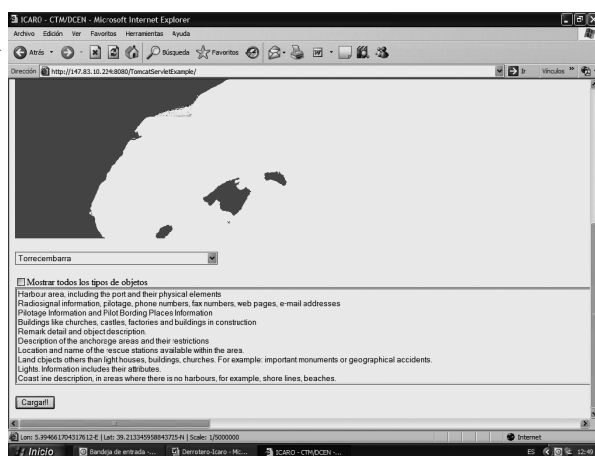 ICARO - CTM/DCEN - Microsoft Internet Explorer
Archivo Edición Ver Favoritos Herramientas Ayuda
Atrás Búsqueda Favoritos
Dirección http://147.83.10.224:8080/TomcatServletExample/ Ir Vínculos
Torrecembarra
Mostrar todos los tipos de objetos
Harbour area, including the port and their physical elements
Radiosignal information, pilotage, phone numbers, fax numbers, web pages, e-mail addresses
Pilotage Information and Pilot Bording Places Information
Buildings like churches, castles, factories and buildings in construction
Remark detail and object description.
Description of the anchorage areas and their restrictions
Location and name of the rescue stations available within the area.
Land objects others than light houses, buildings, churches. For example: important monuments or geographical accidents.
Lights. Information includes their attributes.
Coast line description, in areas where there is no harbours, for example, shore lines, beaches.
Cargar!!
Lon: 5.394661704317612-E | Lat: 39.213345958843725-N | Scale: 1/5000000 Internet
Inicio Bandeja de entrada -... Derrotero-Icaro - Mic... ICARO - CTM/DCEN -... ES 12:49